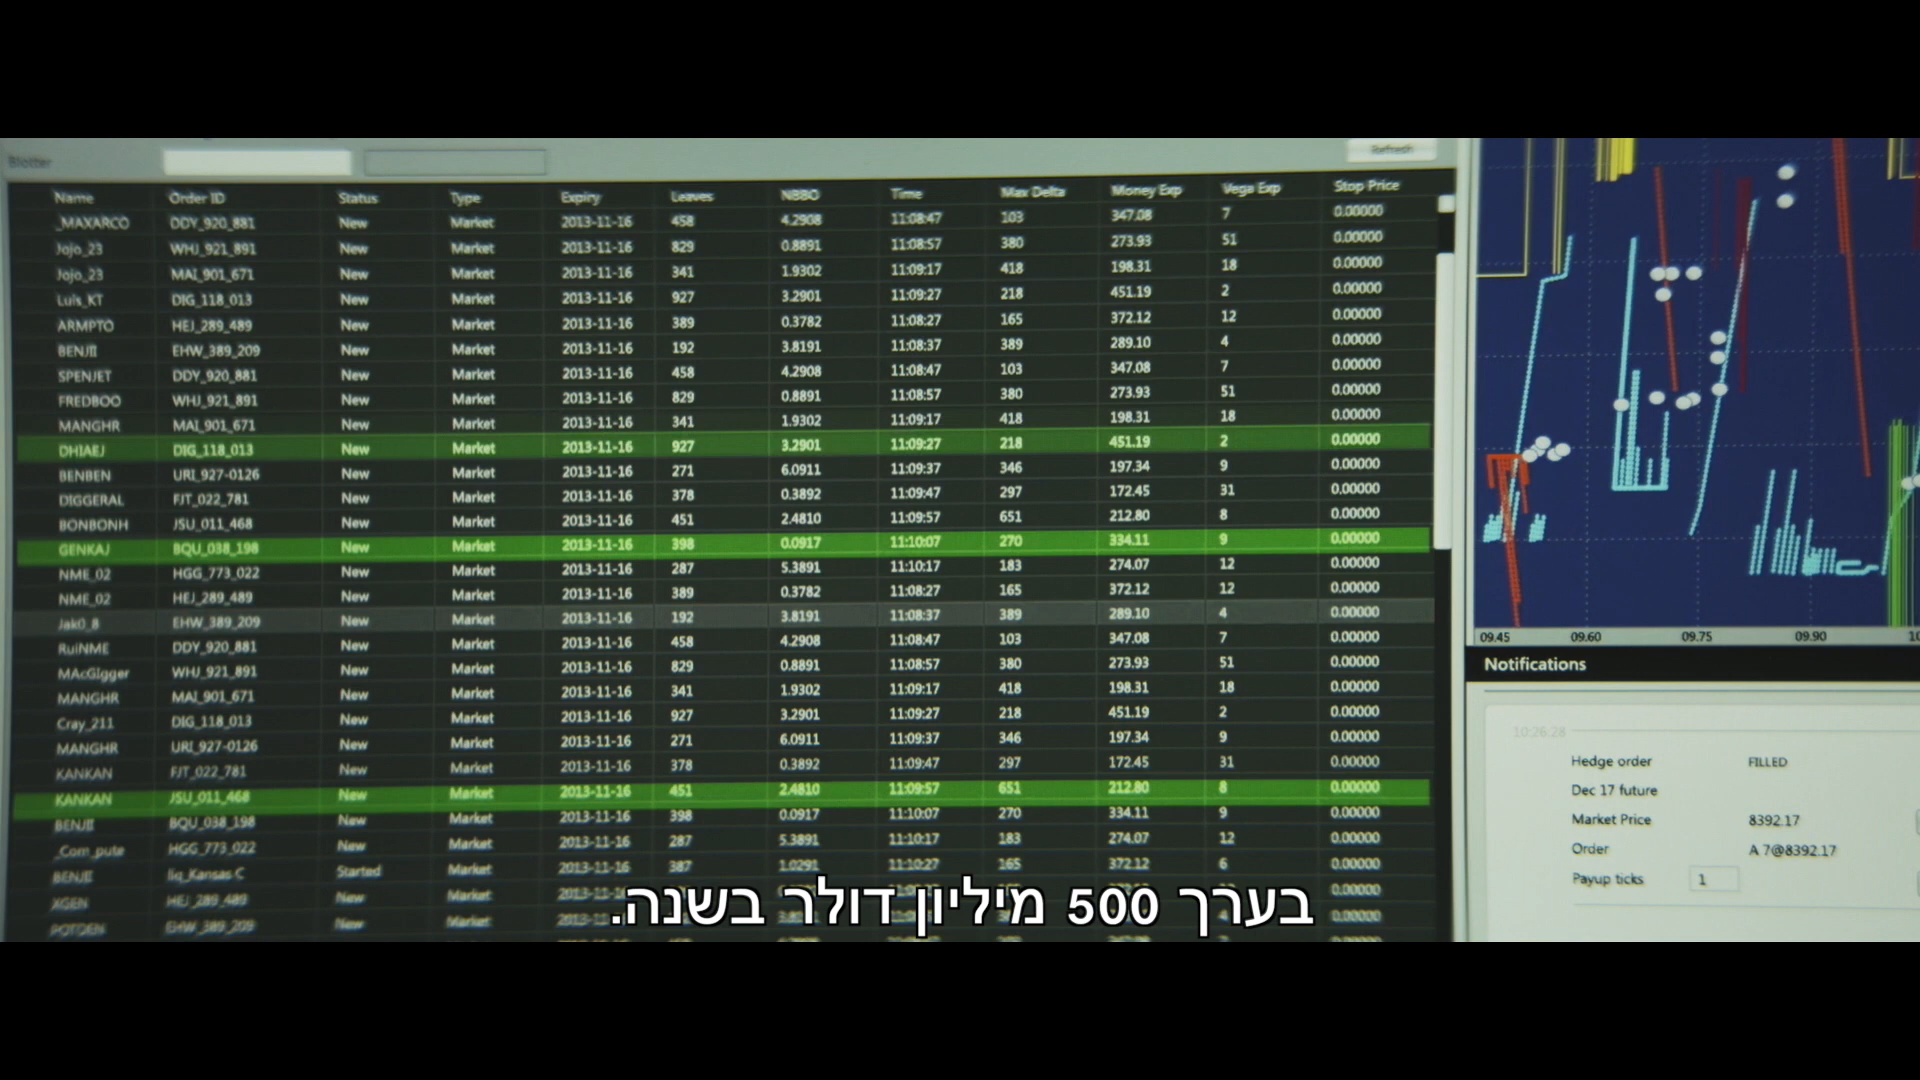 Blotter
Refresh
Name Order ID Status Type Expiry Leaves NBBO Time Max Delta Money Exp Vega Exp Stop Price
_MAXARCO DDY_920_881 New Market 2013-11-16 458 4.2908 11:08:47 103 347.08 7 0.00000
Jojo_23 WHJ_921_891 New Market 2013-11-16 829 0.8891 11:08:57 380 273.93 51 0.00000
Jojo_23 MAI_901_671 New Market 2013-11-16 341 1.9302 11:09:17 418 198.31 18 0.00000
Luis_KT DIG_118_013 New Market 2013-11-16 927 3.2901 11:09:27 218 451.19 2 0.00000
ARMPTO HEJ_289_489 New Market 2013-11-16 389 0.3782 11:08:27 165 372.12 12 0.00000
BENJII EHW_389_209 New Market 2013-11-16 192 3.8191 11:08:37 389 289.10 4 0.00000
SPENJET DDY_920_881 New Market 2013-11-16 458 4.2908 11:08:47 103 347.08 7 0.00000
FREDBOO WHJ_921_891 New Market 2013-11-16 829 0.8891 11:08:57 380 273.93 51 0.00000
MANGHR MAI_901_671 New Market 2013-11-16 341 1.9302 11:09:17 418 198.31 18 0.00000
DHIAEJ DIG_118_013 New Market 2013-11-16 927 3.2901 11:09:27 218 451.19 2 0.00000
BENBEN URI_927-0126 New Market 2013-11-16 271 6.0911 11:09:37 346 197.34 9 0.00000
DIGGERAL FJT_022_781 New Market 2013-11-16 378 0.3892 11:09:47 297 172.45 31 0.00000
BONBONH JSU_011_468 New Market 2013-11-16 451 2.4810 11:09:57 651 212.80 8 0.00000
GENKAJ BQU_038_198 New Market 2013-11-16 398 0.0917 11:10:07 270 334.11 9 0.00000
NME_02 HGG_773_022 New Market 2013-11-16 287 5.3891 11:10:17 183 274.07 12 0.00000
NME_02 HEJ_289_489 New Market 2013-11-16 389 0.3782 11:08:27 165 372.12 12 0.00000
Jak0_8 EHW_389_209 New Market 2013-11-16 192 3.8191 11:08:37 389 289.10 4 0.00000
RuiNME DDY_920_881 New Market 2013-11-16 458 4.2908 11:08:47 103 347.08 7 0.00000
MAcGIgger WHJ_921_891 New Market 2013-11-16 829 0.8891 11:08:57 380 273.93 51 0.00000
MANGHR MAI_901_671 New Market 2013-11-16 341 1.9302 11:09:17 418 198.31 18 0.00000
Cray_211 DIG_118_013 New Market 2013-11-16 927 3.2901 11:09:27 218 451.19 2 0.00000
MANGHR URI_927-0126 New Market 2013-11-16 271 6.0911 11:09:37 346 197.34 9 0.00000
KANKAN FJT_022_781 New Market 2013-11-16 378 0.3892 11:09:47 297 172.45 31 0.00000
KANKAN JSU_011_468 New Market 2013-11-16 451 2.4810 11:09:57 651 212.80 8 0.00000
BENJII BQU_038_198 New Market 2013-11-16 398 0.0917 11:10:07 270 334.11 9 0.00000
_Com_pute HGG_773_022 New Market 2013-11-16 287 5.3891 11:10:17 183 274.07 12 0.00000
BENJE liq_Kansas C Started Market 2013-11-16 387 1.0291 11:10:27 165 372.12 6 0.00000
XGEN HEJ_289_489 New Market 0.00000
POTDEN EHW_389_209 New Market 0.00000
09.45 09.60 09.75 09.90
Notifications
10:26:28
Hedge order FILLED
Dec 17 future
Market Price 8392.17
Order A 7@8392.17
Payup ticks 1
בערך 500 מיליון דולר בשנה.